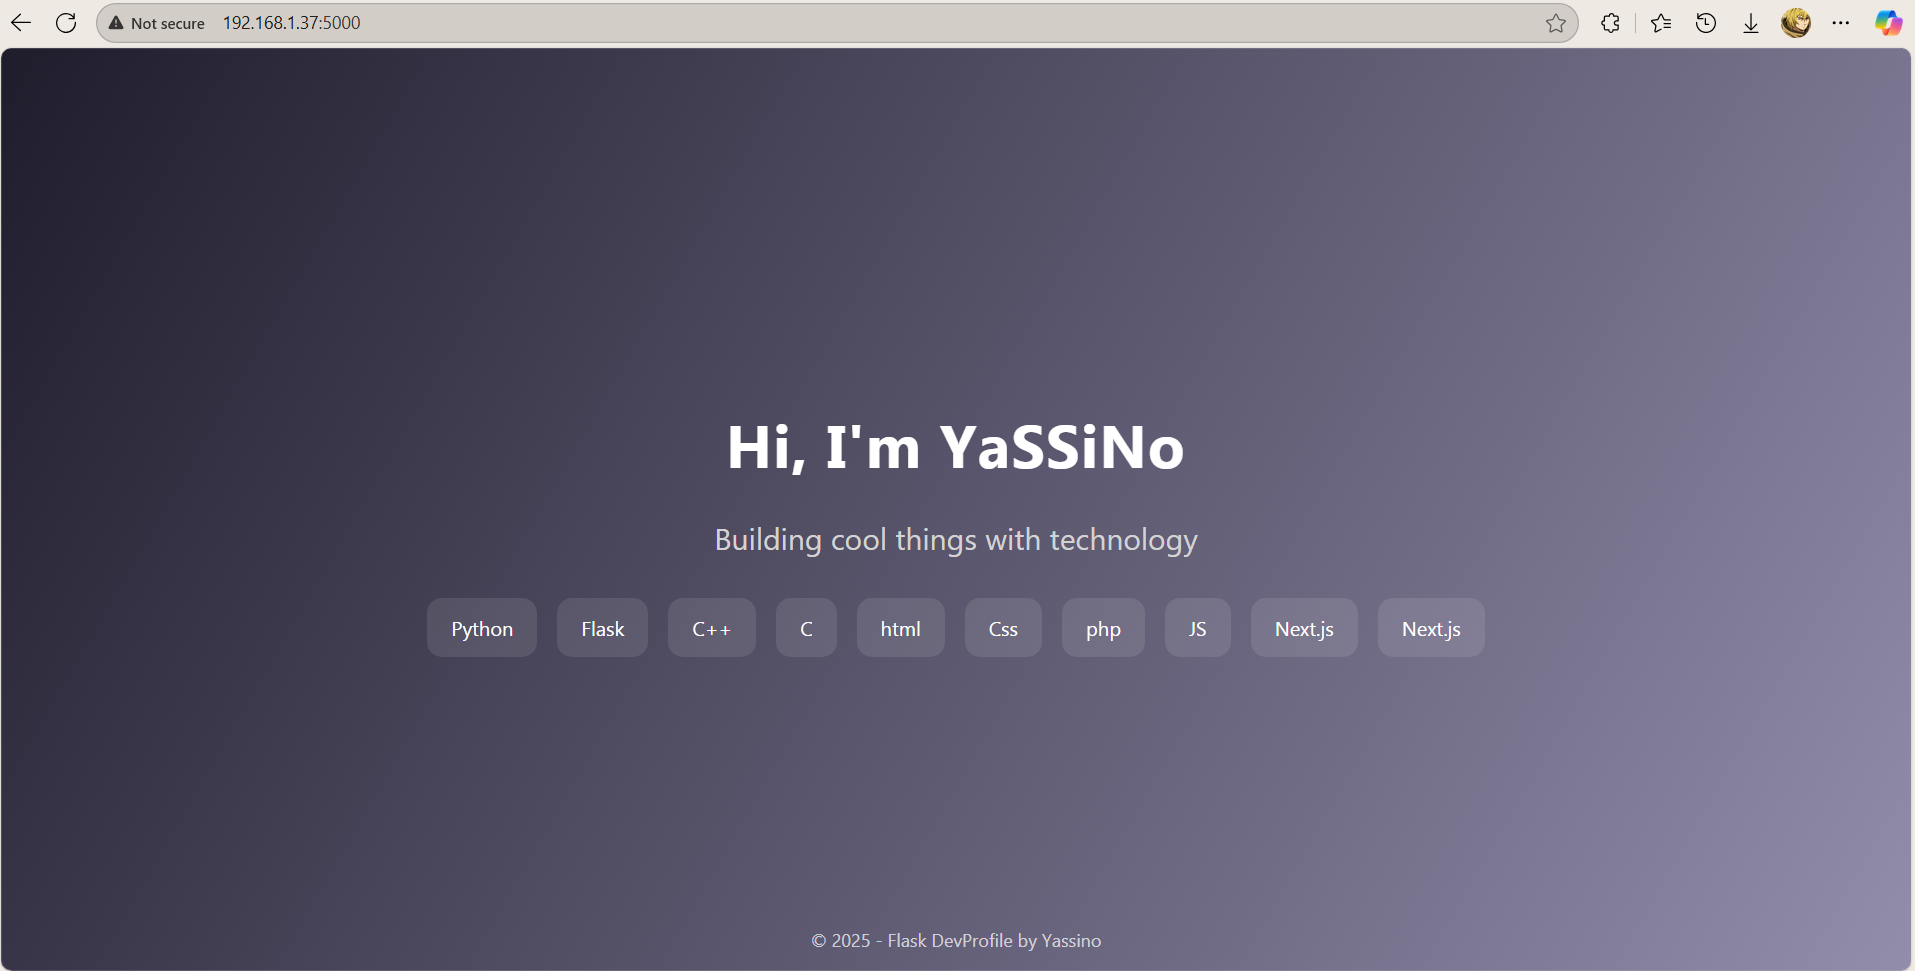 Not secure 192.168.1.37:5000
Hi, I'm YaSSiNo
Building cool things with technology
Python Flask C++ C html Css php JS Next.js Next.js
© 2025 - Flask DevProfile by Yassino